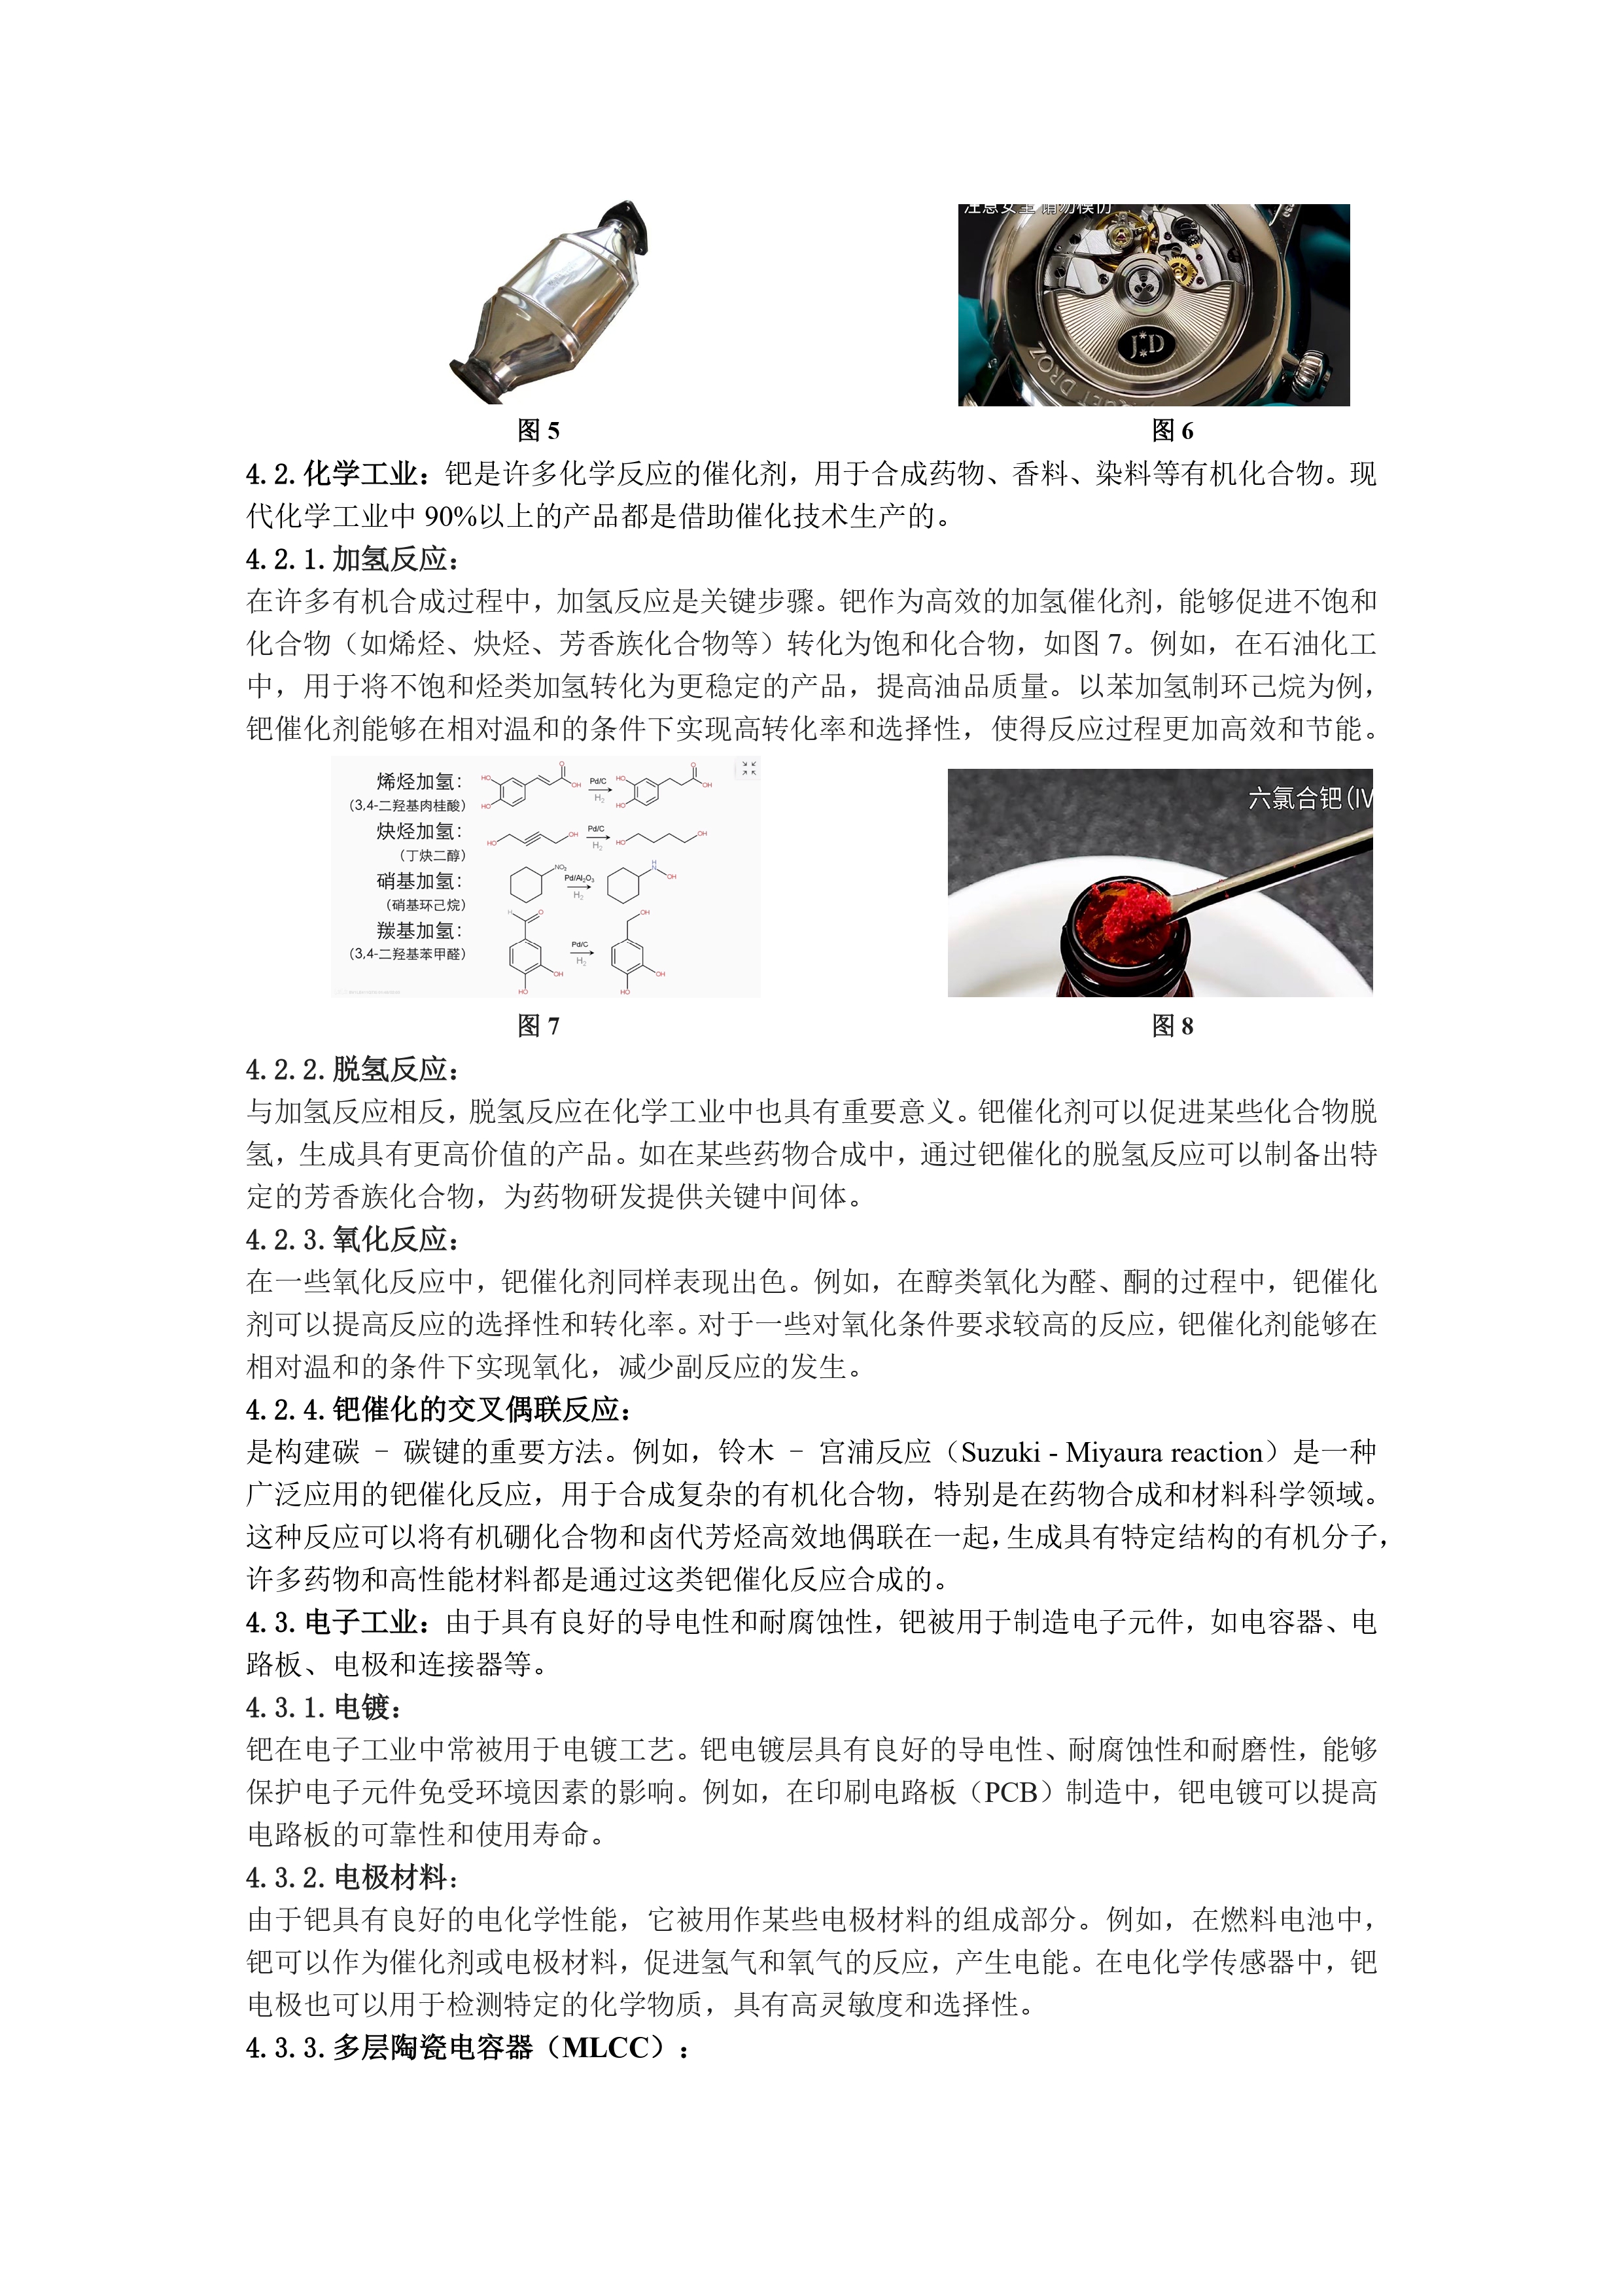 注意安全 请勿模仿
J D
ET DROZ
图 5
图 6
4.2.化学工业：钯是许多化学反应的催化剂，用于合成药物、香料、染料等有机化合物。现
代化学工业中 90%以上的产品都是借助催化技术生产的。
4.2.1.加氢反应：
在许多有机合成过程中，加氢反应是关键步骤。钯作为高效的加氢催化剂，能够促进不饱和
化合物（如烯烃、炔烃、芳香族化合物等）转化为饱和化合物，如图 7。例如，在石油化工
中，用于将不饱和烃类加氢转化为更稳定的产品，提高油品质量。以苯加氢制环己烷为例，
钯催化剂能够在相对温和的条件下实现高转化率和选择性，使得反应过程更加高效和节能。
烯烃加氢：
（3,4-二羟基肉桂酸）
HO HO O OH Pd/C H₂ HO HO O OH
炔烃加氢：
（丁炔二醇）
HO OH Pd/C H₂ HO OH
硝基加氢：
（硝基环己烷）
NO₂ Pd/Al₂O₃ H₂ H N OH
羰基加氢：
（3,4-二羟基苯甲醛）
H O OH HO Pd/C H₂ OH OH HO
六氯合钯(IV
图 7
图 8
4.2.2.脱氢反应：
与加氢反应相反，脱氢反应在化学工业中也具有重要意义。钯催化剂可以促进某些化合物脱
氢，生成具有更高价值的产品。如在某些药物合成中，通过钯催化的脱氢反应可以制备出特
定的芳香族化合物，为药物研发提供关键中间体。
4.2.3.氧化反应：
在一些氧化反应中，钯催化剂同样表现出色。例如，在醇类氧化为醛、酮的过程中，钯催化
剂可以提高反应的选择性和转化率。对于一些对氧化条件要求较高的反应，钯催化剂能够在
相对温和的条件下实现氧化，减少副反应的发生。
4.2.4.钯催化的交叉偶联反应：
是构建碳 - 碳键的重要方法。例如，铃木 - 宫浦反应（Suzuki - Miyaura reaction）是一种
广泛应用的钯催化反应，用于合成复杂的有机化合物，特别是在药物合成和材料科学领域。
这种反应可以将有机硼化合物和卤代芳烃高效地偶联在一起，生成具有特定结构的有机分子，
许多药物和高性能材料都是通过这类钯催化反应合成的。
4.3.电子工业：由于具有良好的导电性和耐腐蚀性，钯被用于制造电子元件，如电容器、电
路板、电极和连接器等。
4.3.1.电镀：
钯在电子工业中常被用于电镀工艺。钯电镀层具有良好的导电性、耐腐蚀性和耐磨性，能够
保护电子元件免受环境因素的影响。例如，在印刷电路板（PCB）制造中，钯电镀可以提高
电路板的可靠性和使用寿命。
4.3.2.电极材料：
由于钯具有良好的电化学性能，它被用作某些电极材料的组成部分。例如，在燃料电池中，
钯可以作为催化剂或电极材料，促进氢气和氧气的反应，产生电能。在电化学传感器中，钯
电极也可以用于检测特定的化学物质，具有高灵敏度和选择性。
4.3.3.多层陶瓷电容器（MLCC）：